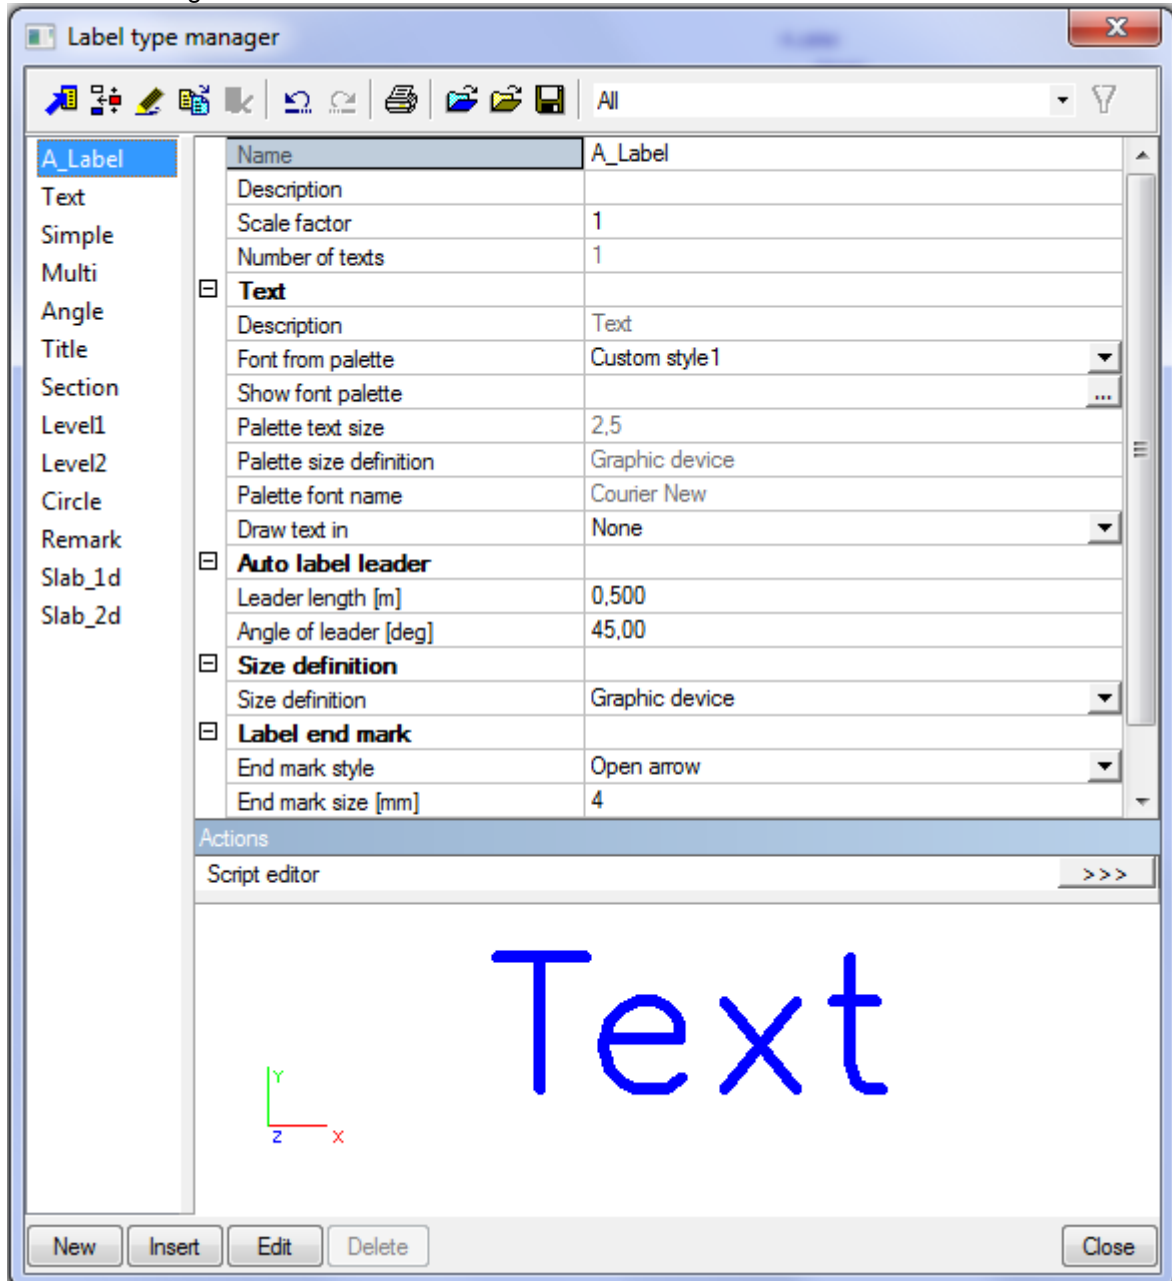 Label type manager
All
A_Label
Text
Simple
Multi
Angle
Title
Section
Level1
Level2
Circle
Remark
Slab_1d
Slab_2d
Name A_Label
Description
Scale factor 1
Number of texts 1
Text
Description Text
Font from palette Custom style1
Show font palette ...
Palette text size 2,5
Palette size definition Graphic device
Palette font name Courier New
Draw text in None
Auto label leader
Leader length [m] 0,500
Angle of leader [deg] 45,00
Size definition
Size definition Graphic device
Label end mark
End mark style Open arrow
End mark size [mm] 4
Actions
Script editor >>>
Text
Y
Z X
New Insert Edit Delete Close